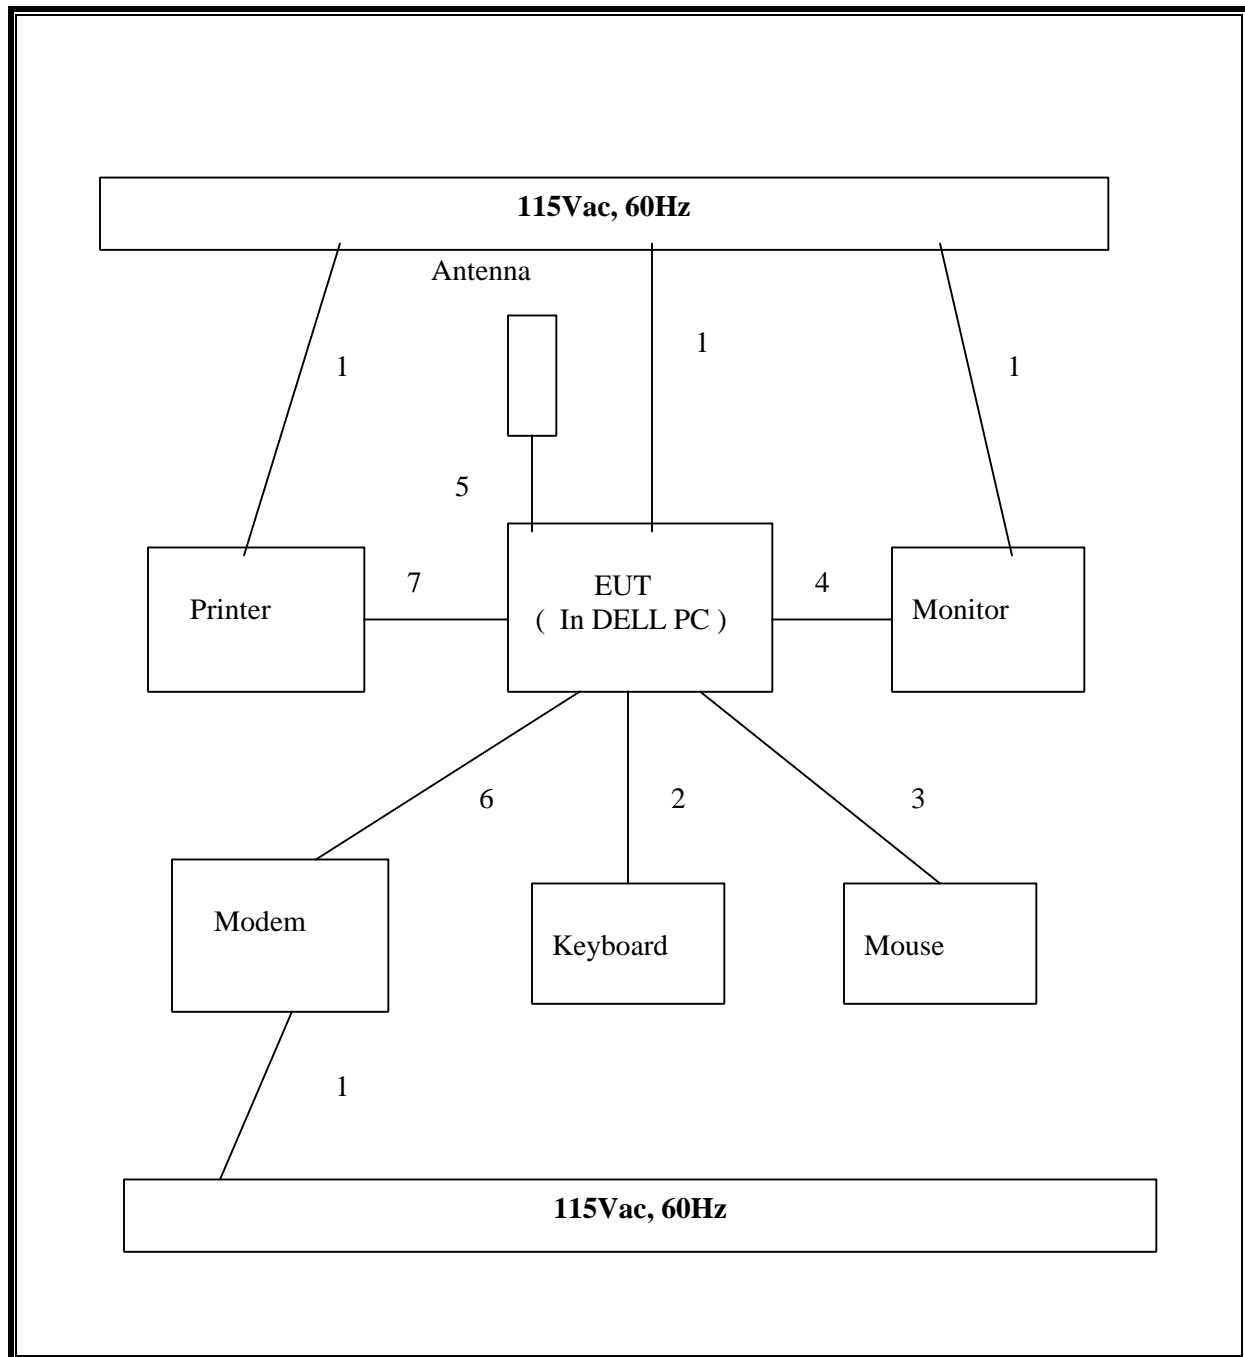 115Vac, 60Hz
Antenna
1
1
1
5
7
4
Printer
EUT
( In DELL PC )
Monitor
6
2
3
Modem
Keyboard
Mouse
1
115Vac, 60Hz